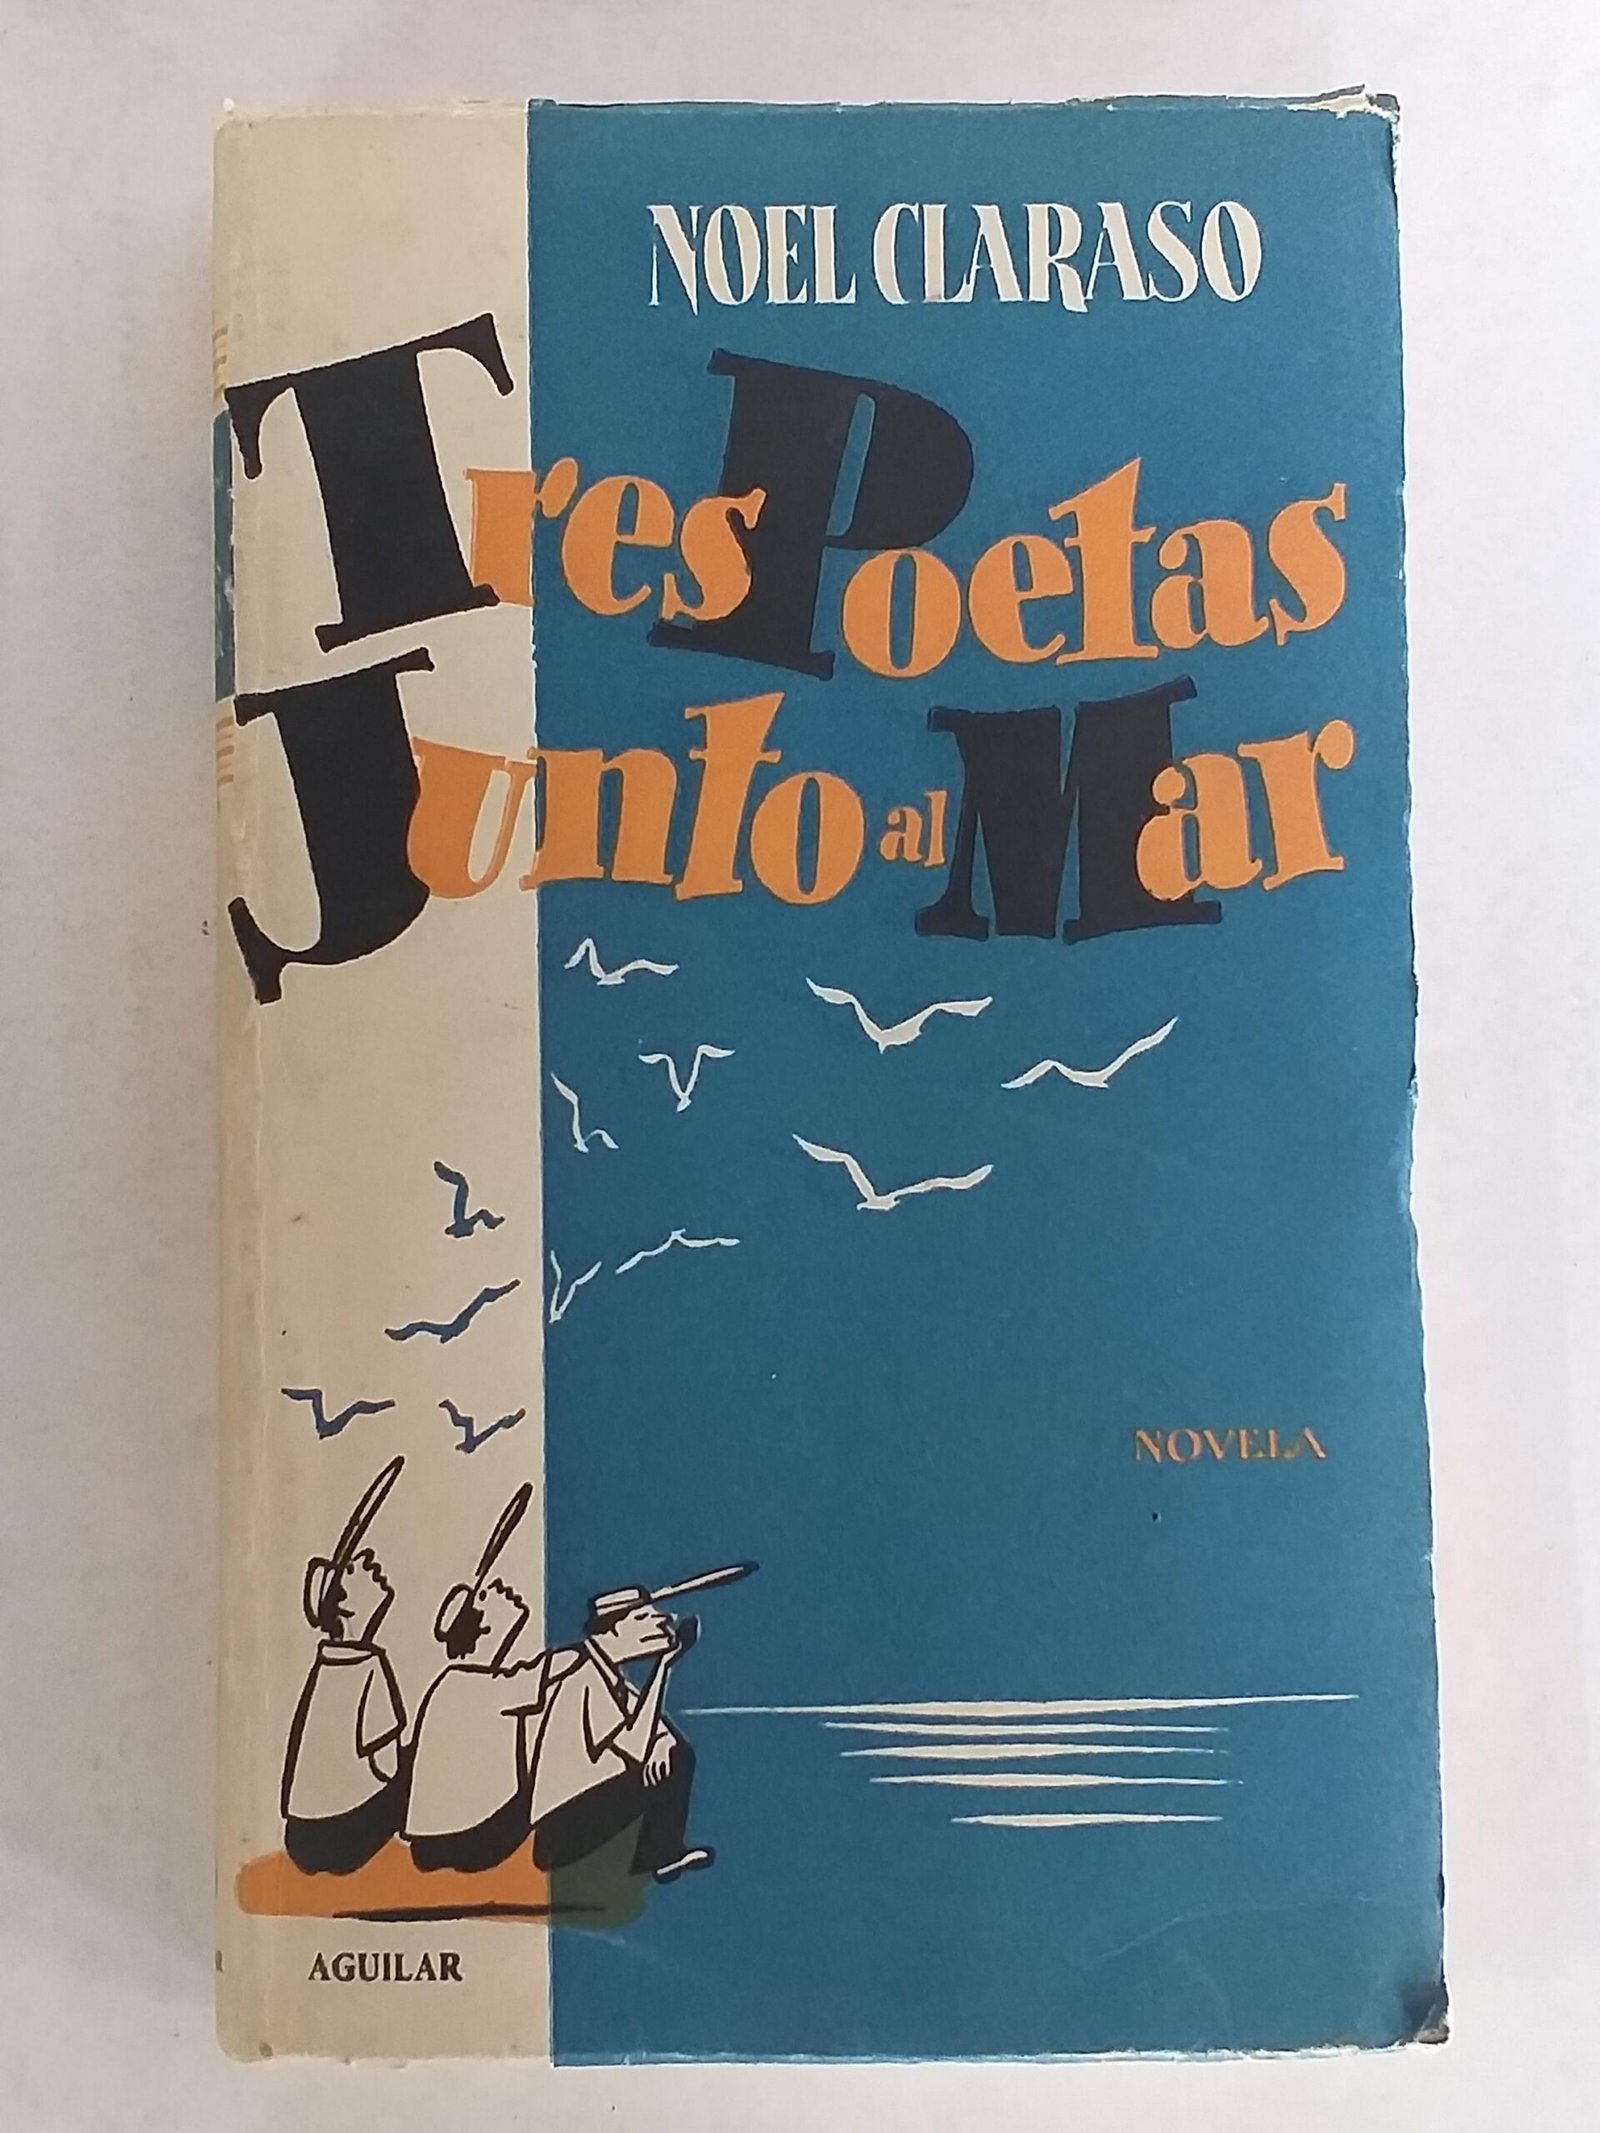 NOEL CLARASO
Tres Poetas
Junto al Mar
NOVELA
AGUILAR